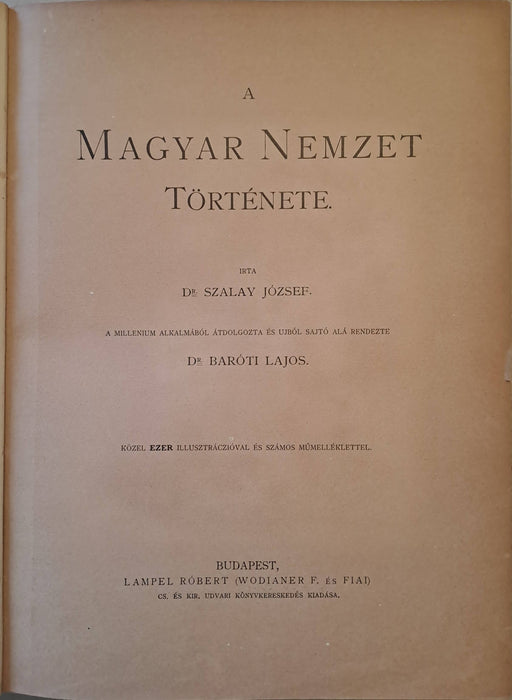 A
MAGYAR NEMZET
TÖRTÉNETE.
IRTA
DR. SZALAY JÓZSEF.
A MILLENIUM ALKALMÁBÓL ÁTDOLGOZTA ÉS UJBÓL SAJTÓ ALÁ RENDEZTE
DR. BARÓTI LAJOS.
KÖZEL EZER ILLUSZTRÁCZIÓVAL ÉS SZÁMOS MŰMELLÉKLETTEL.
BUDAPEST,
LAMPEL RÓBERT (WODIANER F. ÉS FIAI)
CS. ÉS KIR. UDVARI KÖNYVKERESKEDÉS KIADÁSA.